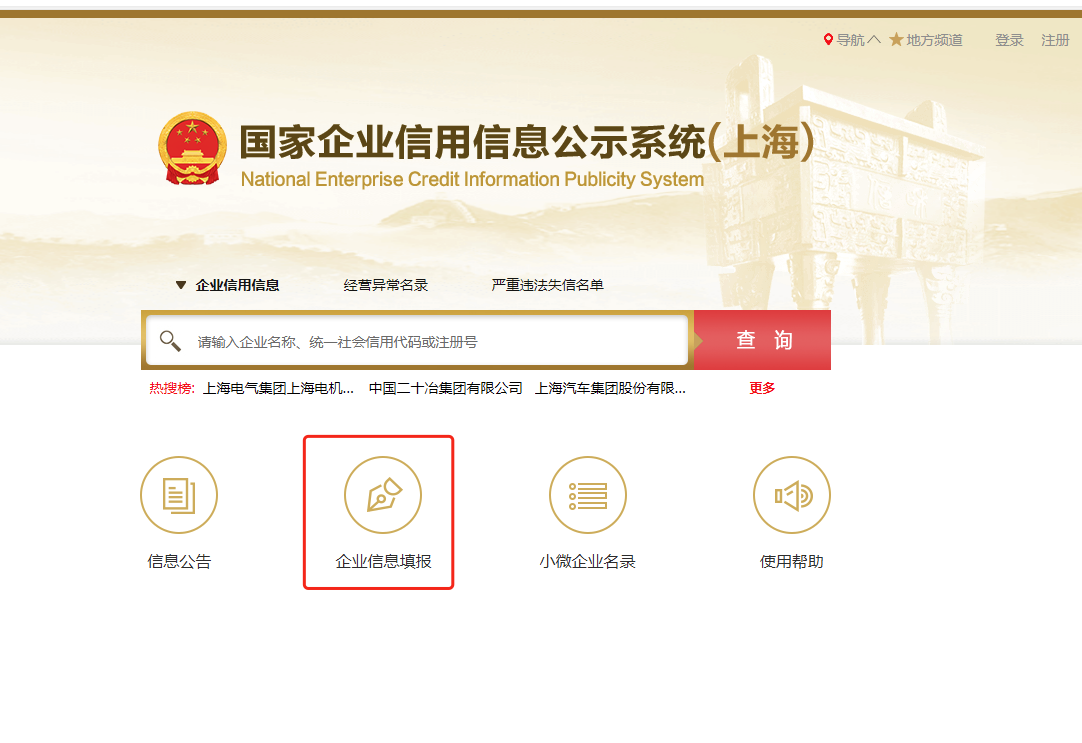 导航 地方频道 登录 注册
国家企业信用信息公示系统(上海)
National Enterprise Credit Information Publicity System
企业信用信息 经营异常名录 严重违法失信名单
请输入企业名称、统一社会信用代码或注册号 查 询
热搜榜: 上海电气集团上海电机... 中国二十冶集团有限公司 上海汽车集团股份有限... 更多
信息公告 企业信息填报 小微企业名录 使用帮助